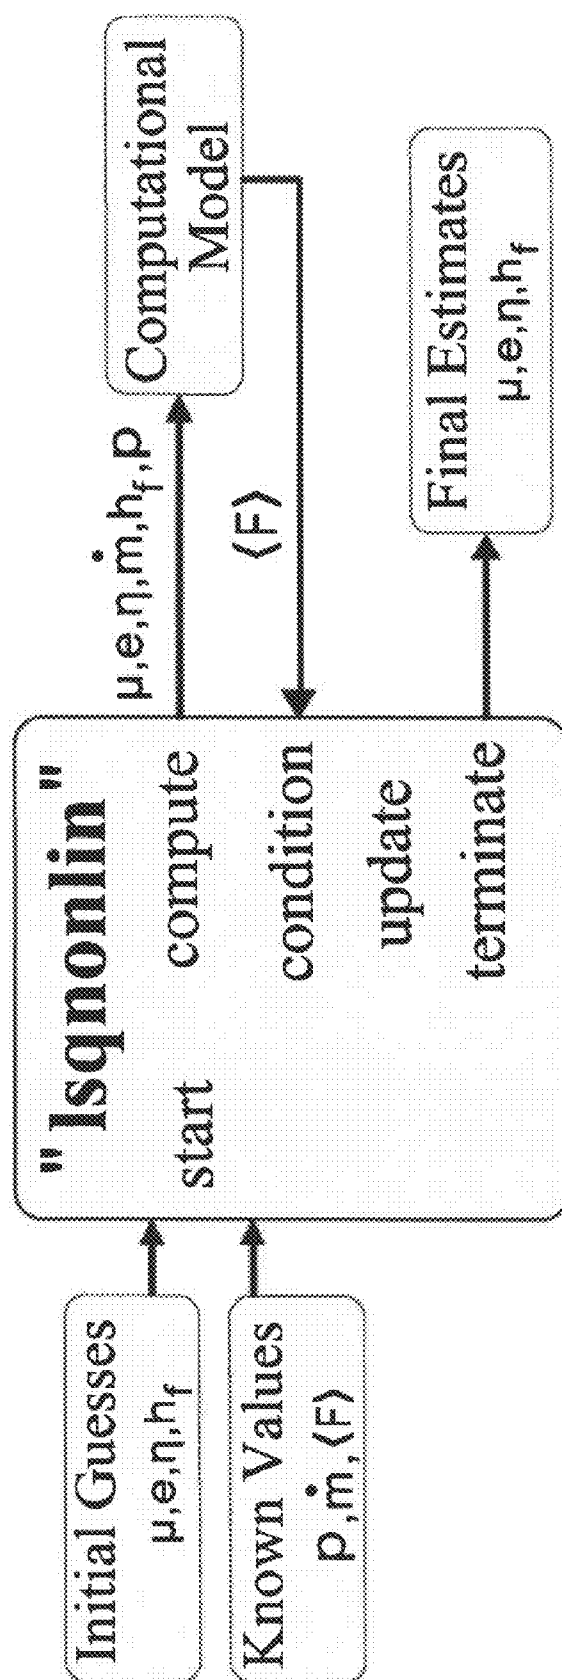 Initial Guesses
μ,e,η,h_f
Known Values
p,ṁ,⟨F⟩
"lsqnonlin"
start
compute
condition
update
terminate
μ,e,η,ṁ,h_f,p
⟨F⟩
Computational
Model
Final Estimates
μ,e,η,h_f